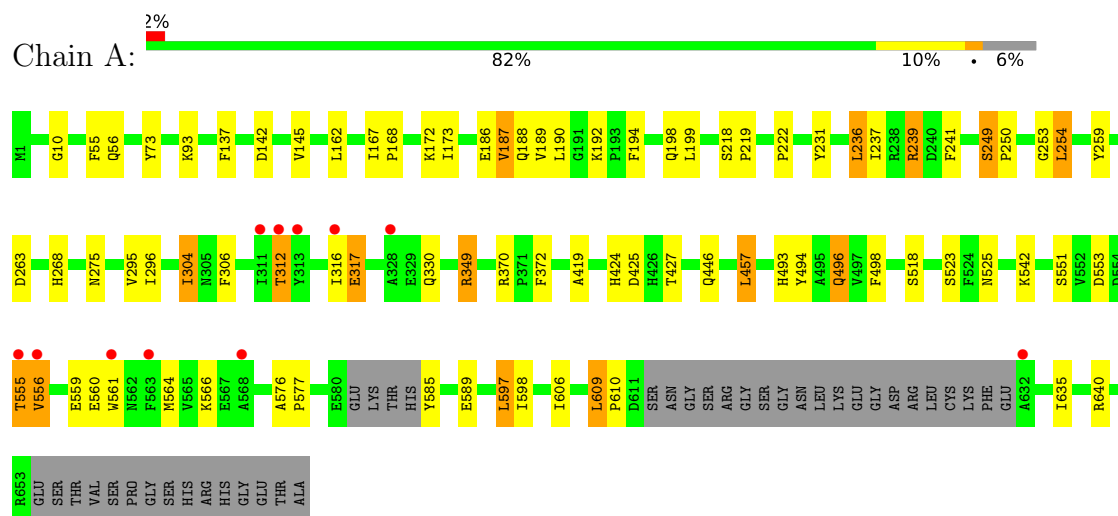 2%
Chain A:
82% 10% • 6%
M1 G10 F55 Q56 Y73 K93 F137 D142 V145 L162 I167 P168 K172 I173 E186 V187 Q188 V189 L190 G191 K192 P193 F194 Q198 L199 S218 P219 P222 Y231 L236 I237 R238 R239 D240 F241 S249 P250 G253 L254 Y259
D263 H268 N275 V295 I296 I304 N305 F306 I311 T312 Y313 I316 E317 A328 E329 Q330 R349 R370 P371 F372 A419 H424 D425 H426 T427 Q446 L457 H493 Y494 A495 Q496 V497 F498 S518 S523 F524 N525 K542 S551 V552 D553 D554
T555 V556 E559 E560 W561 N562 F563 M564 V565 K566 E567 A568 A576 P577 E580 GLU LYS THR HIS Y585 E589 L597 I598 I606 L609 P610 D611 SER ASN GLY SER ARG GLY SER GLY ASN LEU LYS GLU GLY ASP ARG LEU CYS LYS PHE GLU A632 I635 R640
R653 GLU SER THR VAL SER PRO GLY SER HIS ARG HIS GLY GLU THR ALA